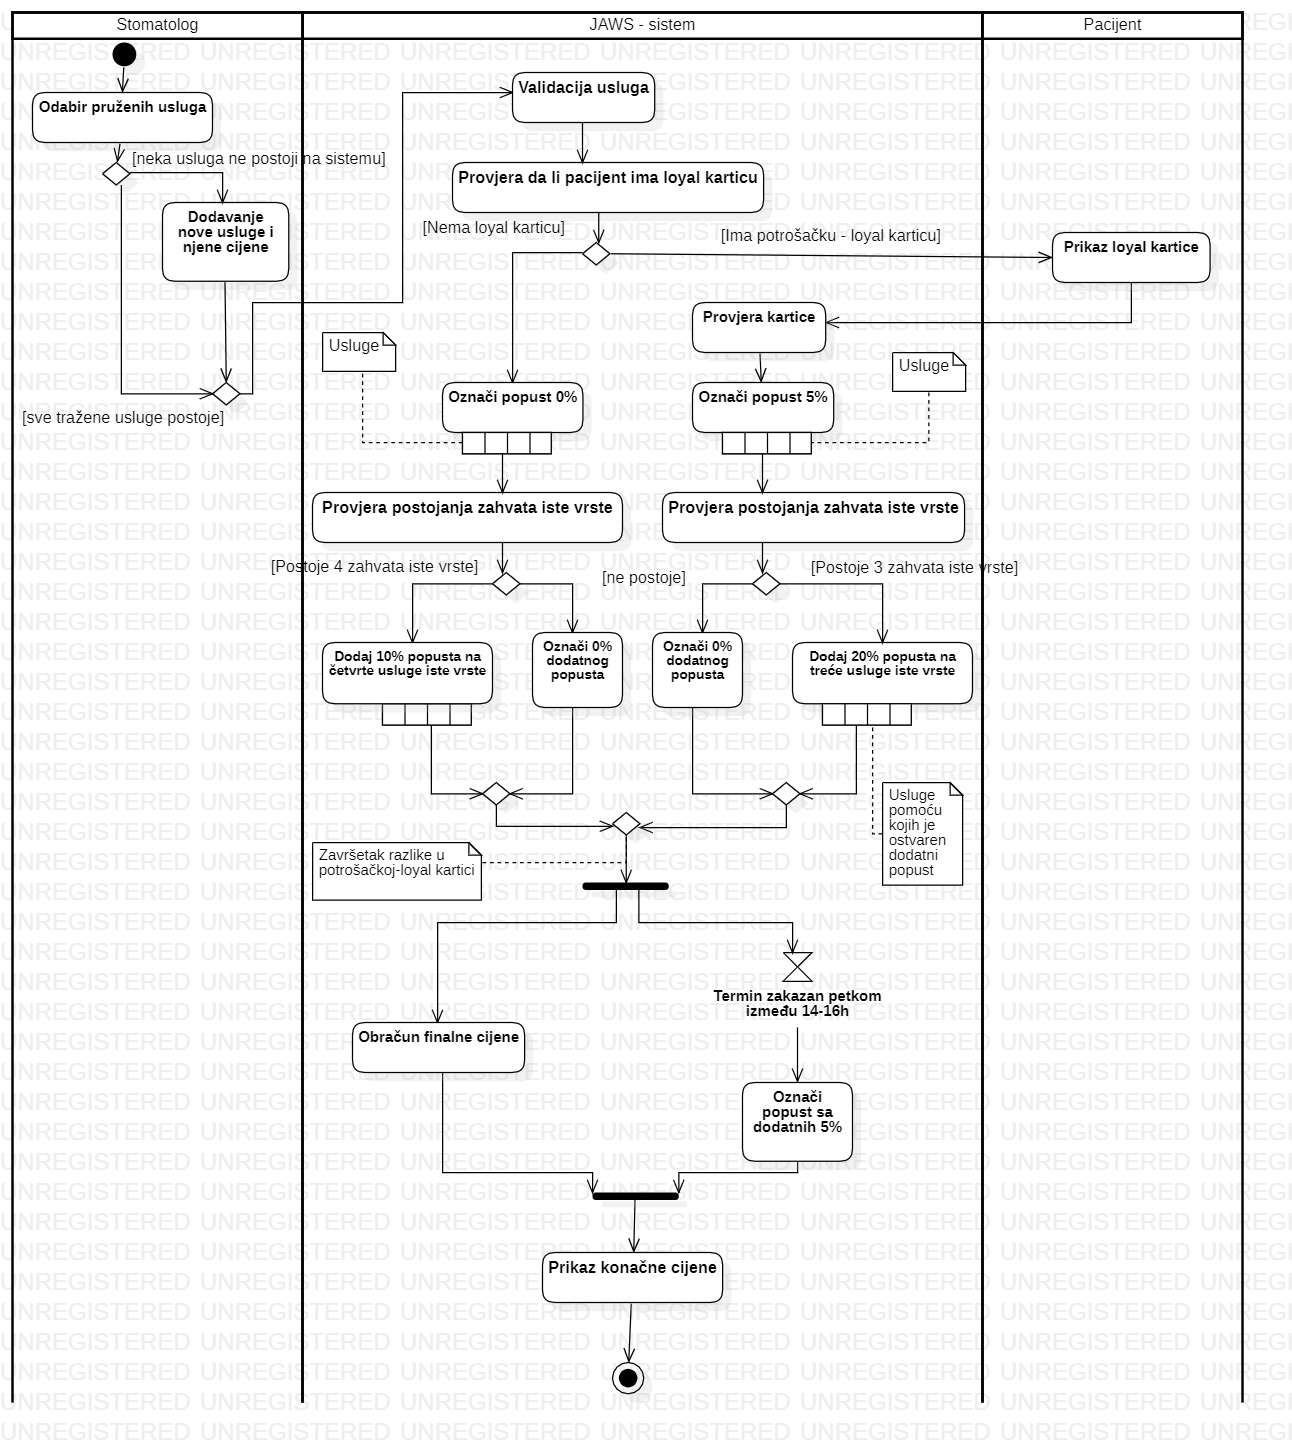 Stomatolog
JAWS - sistem
Pacijent
Odabir pruženih usluga
Validacija usluga
[neka usluga ne postoji na sistemu]
Provjera da li pacijent ima loyal karticu
Dodavanje
nove usluge i
njene cijene
[Nema loyal karticu]
[Ima potrošačku - loyal karticu]
Prikaz loyal kartice
Provjera kartice
Usluge
Usluge
Označi popust 0%
Označi popust 5%
[sve tražene usluge postoje]
Provjera postojanja zahvata iste vrste
Provjera postojanja zahvata iste vrste
[Postoje 4 zahvata iste vrste]
[ne postoje]
[Postoje 3 zahvata iste vrste]
Dodaj 10% popusta na
četvrte usluge iste vrste
Označi 0%
dodatnog
popusta
Označi 0%
dodatnog
popusta
Dodaj 20% popusta na
treće usluge iste vrste
Usluge
pomoću
kojih je
ostvaren
dodatni
popust
Završetak razlike u
potrošačkoj-loyal kartici
Termin zakazan petkom
između 14-16h
Obračun finalne cijene
Označi
popust sa
dodatnih 5%
Prikaz konačne cijene
UNREGISTERED